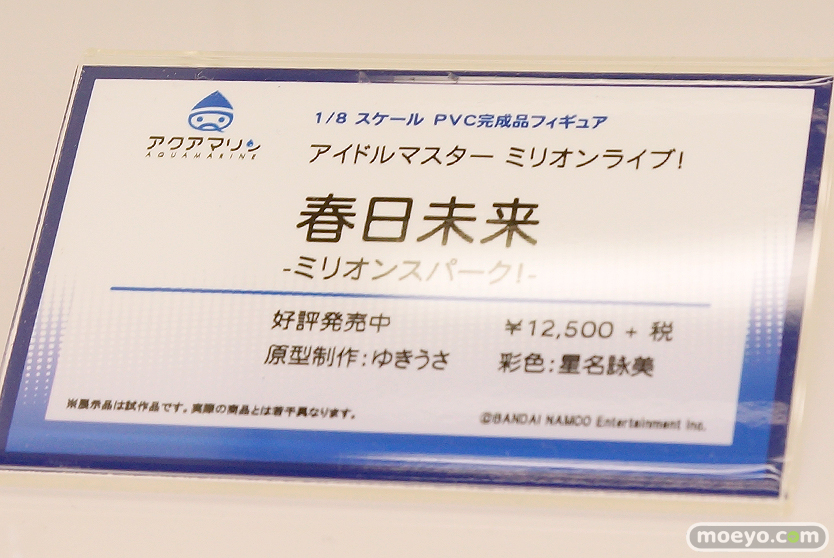 アクアマリン
AQUAMARINE
1/8 スケール PVC完成品フィギュア
アイドルマスター ミリオンライブ!
春日未来
-ミリオンスパーク!-
好評発売中 ¥12,500 + 税
原型制作:ゆきうさ 彩色:星名詠美
※展示品は試作品です。実際の商品とは若干異なります。
©BANDAI NAMCO Entertainment Inc.
moeyo.com